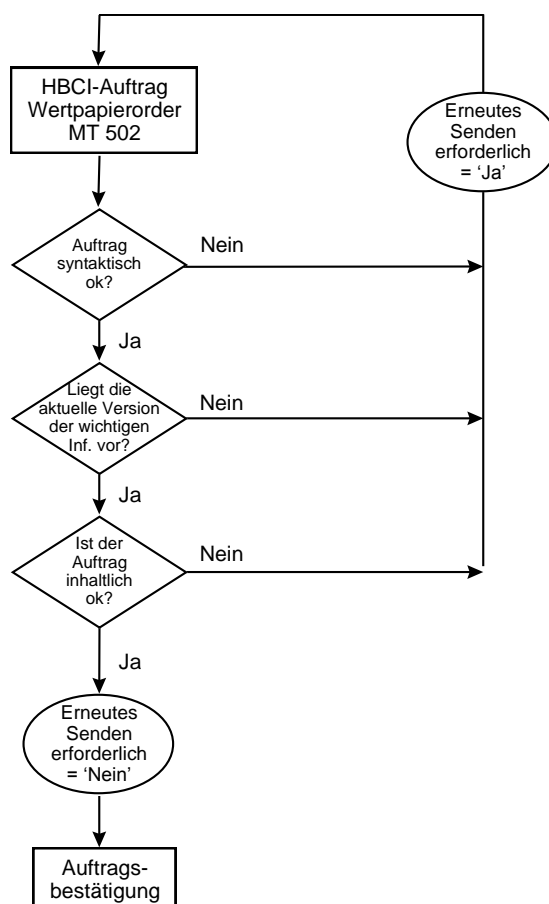 HBCI-Auftrag
Wertpapierorder
MT 502
Erneutes
Senden
erforderlich
= 'Ja'
Auftrag
syntaktisch
ok?
Nein
Ja
Liegt die
aktuelle Version
der wichtigen
Inf. vor?
Nein
Ja
Ist der
Auftrag
inhaltlich
ok?
Nein
Ja
Erneutes
Senden
erforderlich
= 'Nein'
Auftrags-
bestätigung